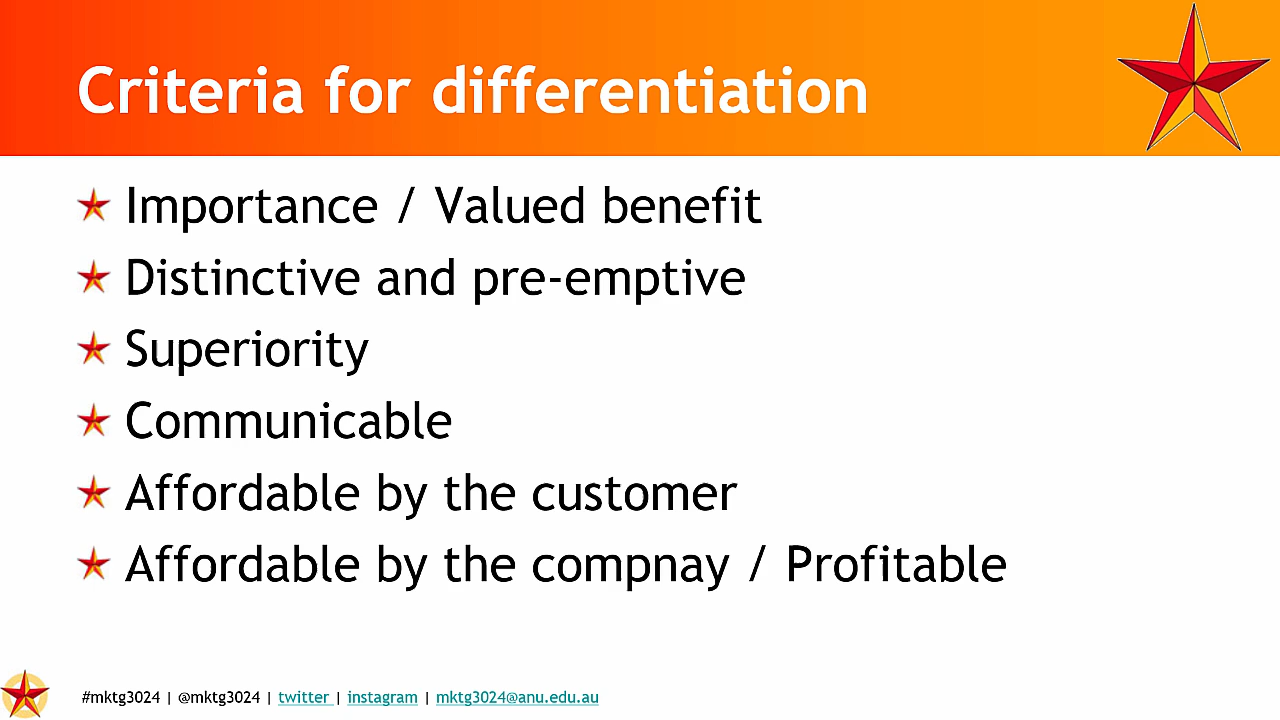 Criteria for differentiation
Importance / Valued benefit
Distinctive and pre-emptive
Superiority
Communicable
Affordable by the customer
Affordable by the compnay / Profitable
#mktg3024 | @mktg3024 | twitter | instagram | mktg3024@anu.edu.au